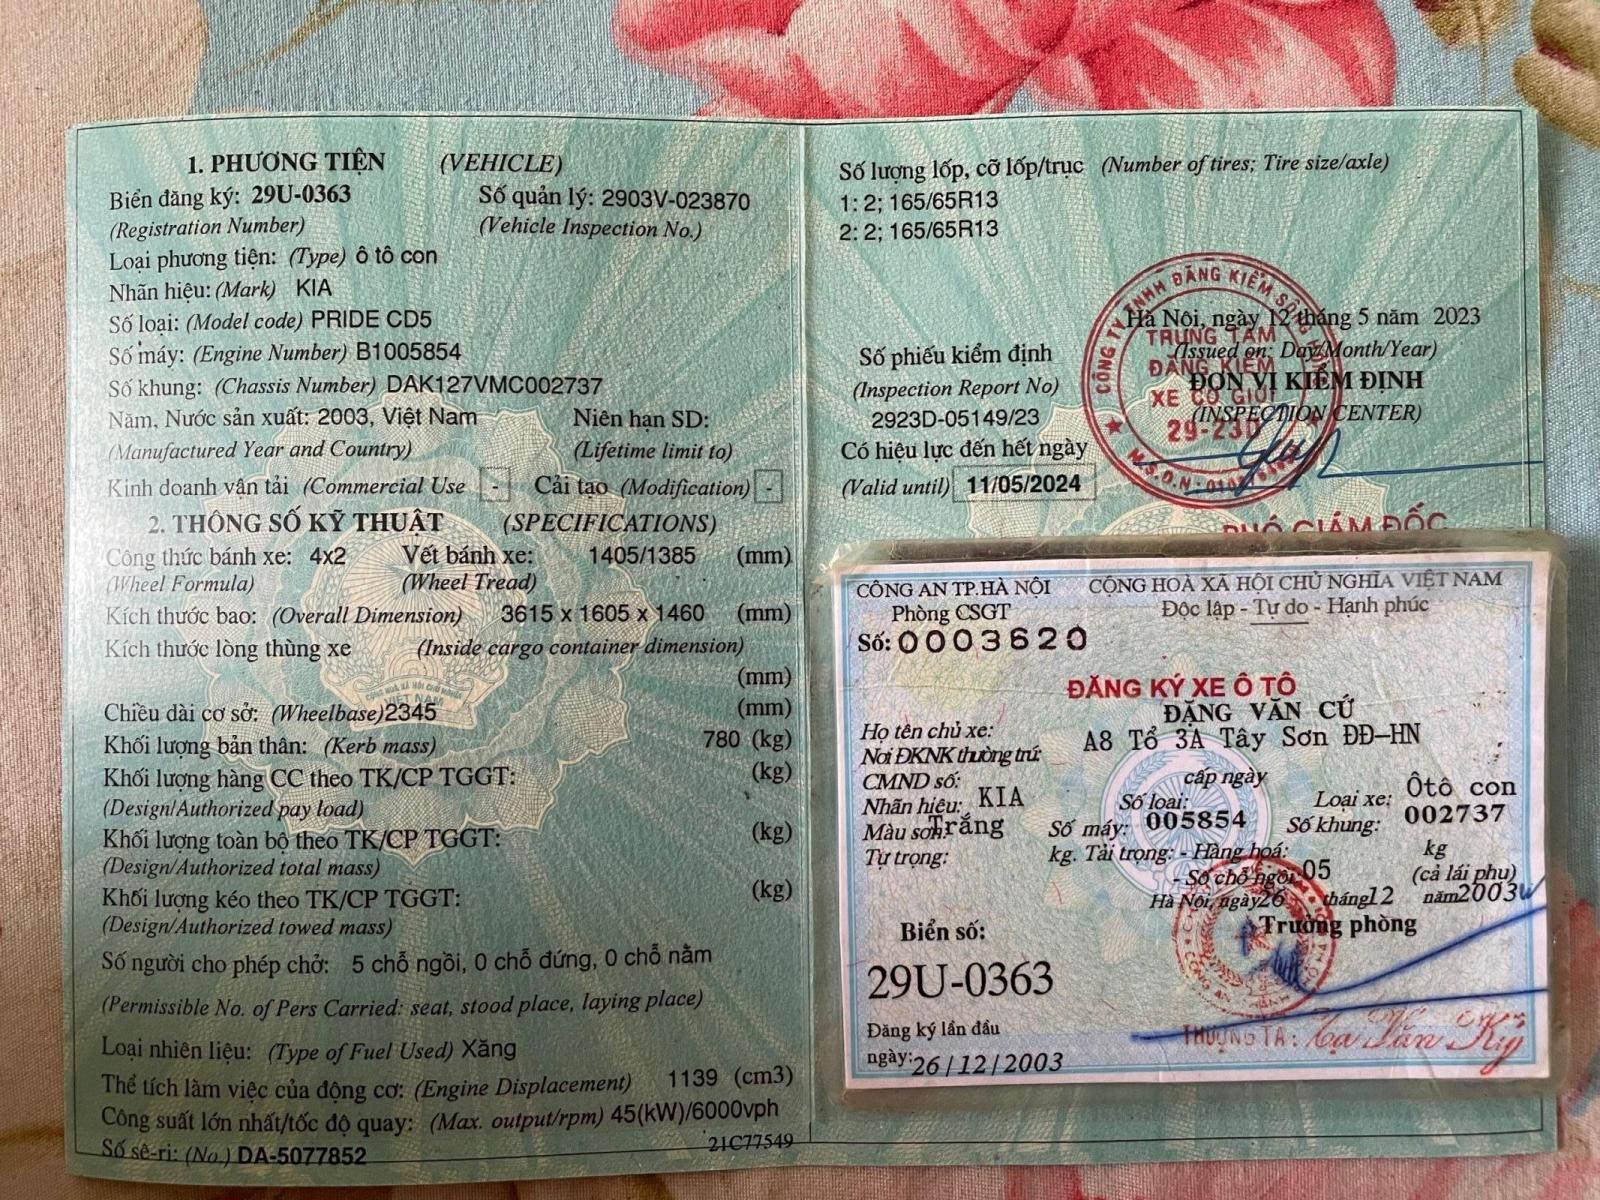 1. PHƯƠNG TIỆN (VEHICLE)
Biển đăng ký: 29U-0363 Số quản lý: 2903V-023870
(Registration Number) (Vehicle Inspection No.)
Loại phương tiện: (Type) ô tô con
Nhãn hiệu: (Mark) KIA
Số loại: (Model code) PRIDE CD5
Số máy: (Engine Number) B1005854
Số khung: (Chassis Number) DAK127VMC002737
Năm, Nước sản xuất: 2003, Việt Nam Niên hạn SD:
(Manufactured Year and Country) (Lifetime limit to)
Kinh doanh vận tải (Commercial Use - Cải tạo (Modification) -
2. THÔNG SỐ KỸ THUẬT (SPECIFICATIONS)
Công thức bánh xe: 4x2 Vết bánh xe: 1405/1385 (mm)
(Wheel Formula) (Wheel Tread)
Kích thước bao: (Overall Dimension) 3615 x 1605 x 1460 (mm)
Kích thước lòng thùng xe (Inside cargo container dimension)
(mm)
CỘNG HOÀ XÃ HỘI CHỦ NGHĨA
VIỆT NAM
Chiều dài cơ sở: (Wheelbase)2345 (mm)
Khối lượng bản thân: (Kerb mass) 780 (kg)
Khối lượng hàng CC theo TK/CP TGGT: (kg)
(Design/Authorized pay load)
Khối lượng toàn bộ theo TK/CP TGGT: (kg)
(Design/Authorized total mass)
Khối lượng kéo theo TK/CP TGGT: (kg)
(Design/Authorized towed mass)
Số người cho phép chở: 5 chỗ ngồi, 0 chỗ đứng, 0 chỗ nằm
(Permissible No. of Pers Carried: seat, stood place, laying place)
Loại nhiên liệu: (Type of Fuel Used) Xăng
Thể tích làm việc của động cơ: (Engine Displacement) 1139 (cm3)
Công suất lớn nhất/tốc độ quay: (Max. output/rpm) 45(kW)/6000vph
Số sê-ri: (No.) DA-5077852 21C77549
Số lượng lốp, cỡ lốp/trục (Number of tires; Tire size/axle)
1: 2; 165/65R13
2: 2; 165/65R13
Hà Nội, ngày 12 tháng 5 năm 2023
(Issued on: Day/Month/Year)
ĐƠN VỊ KIỂM ĐỊNH
(INSPECTION CENTER)
Số phiếu kiểm định
(Inspection Report No)
2923D-05149/23
Có hiệu lực đến hết ngày
(Valid until) 11/05/2024
TRUNG TÂM
ĐĂNG KIỂM
XE CƠ GIỚI
29-23D
PHÓ GIÁM ĐỐC
CÔNG AN TP.HÀ NỘI CỘNG HOÀ XÃ HỘI CHỦ NGHĨA VIỆT NAM
Phòng CSGT Độc lập - Tự do - Hạnh phúc
Số: 0003620
ĐĂNG KÝ XE Ô TÔ
Họ tên chủ xe: ĐẶNG VĂN CỨ
Nơi ĐKNK thường trú: A8 Tổ 3A Tây Sơn ĐĐ-HN
CMND số: cấp ngày
Nhãn hiệu: KIA Số loại: Loại xe: Ôtô con
Màu sơn: Trắng Số máy: 005854 Số khung: 002737
Tự trọng: kg. Tải trọng: - Hàng hoá: kg
- Số chỗ ngồi: 05 (cả lái phụ)
Hà Nội, ngày 26 tháng 12 năm 2003
Trưởng phòng
Biển số:
29U-0363
Đăng ký lần đầu
ngày: 26/12/2003
THƯỢNG TÁ: